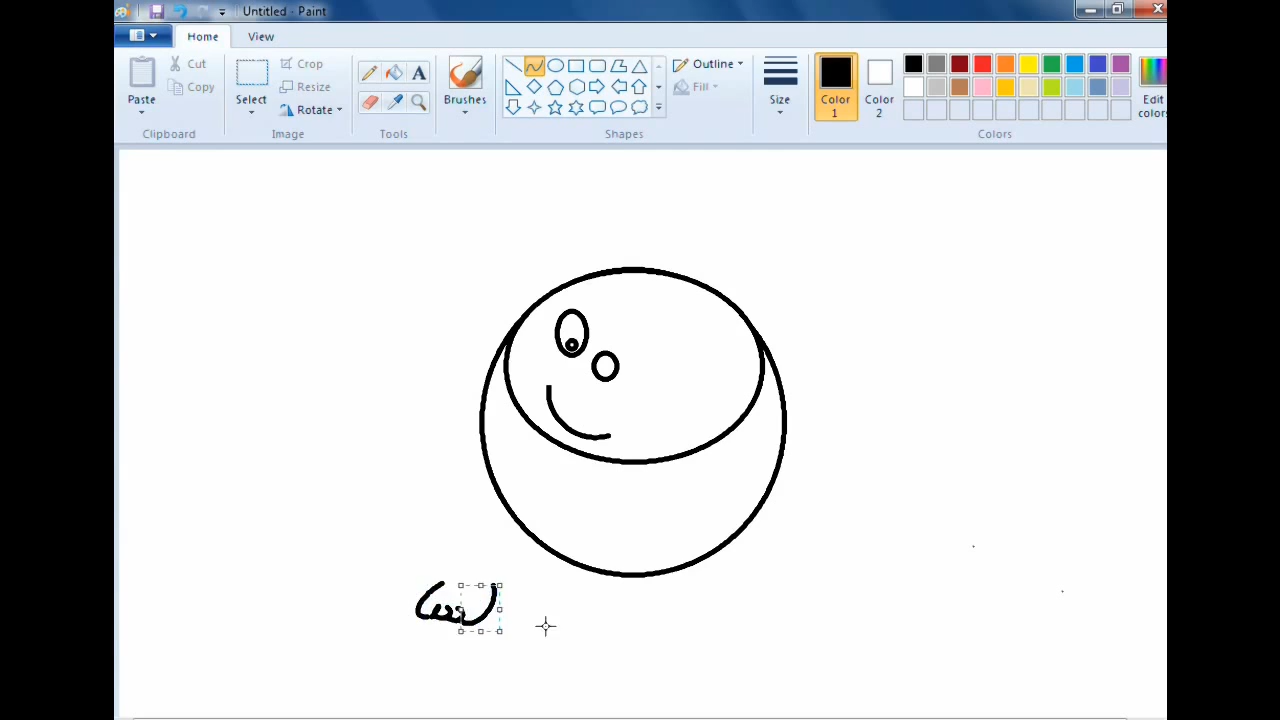 Untitled - Paint
Home View
Paste
Cut
Copy
Clipboard
Select
Crop
Resize
Rotate
Image
A
Tools
Brushes
Outline
Fill
Shapes
Size
Color 1
Color 2
Edit colors
Colors